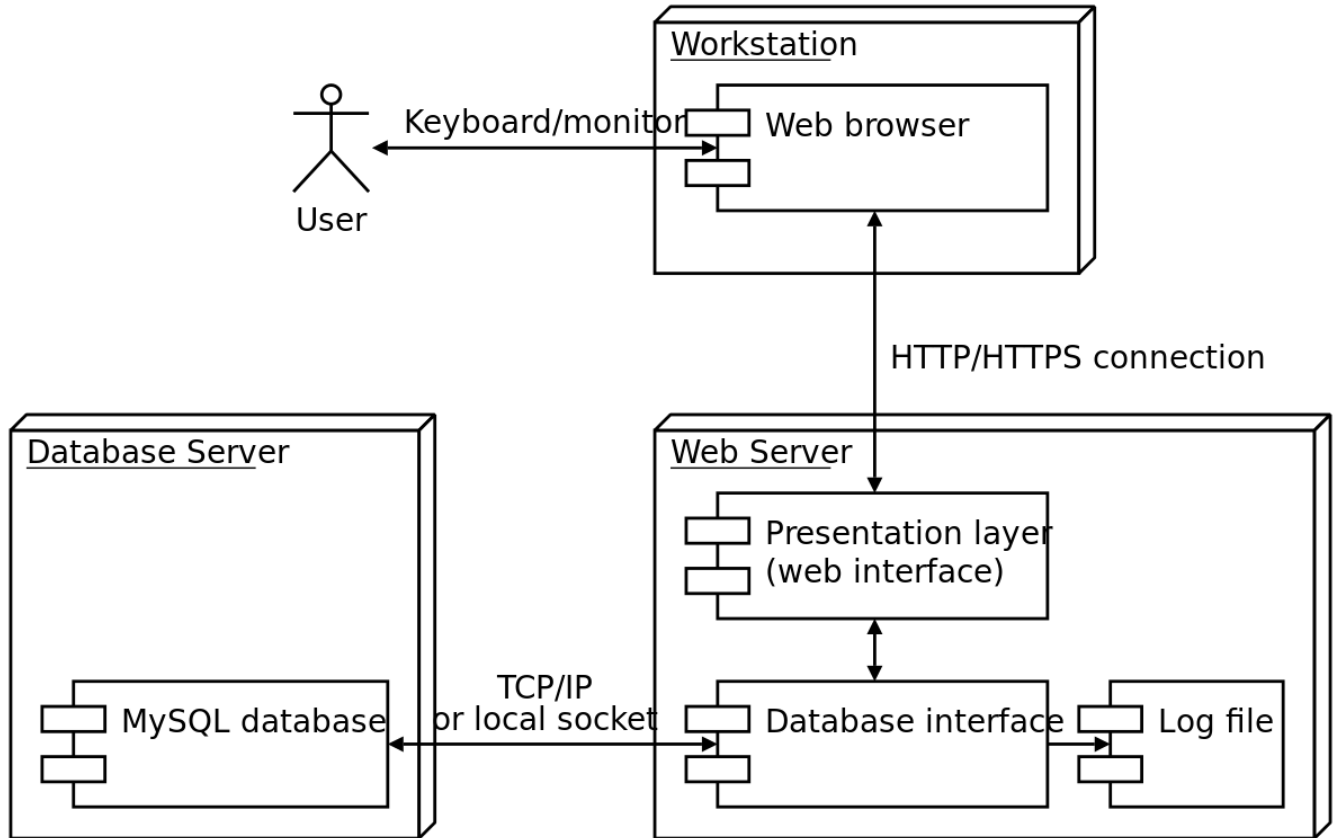 Workstation
Keyboard/monitor
Web browser
User
HTTP/HTTPS connection
Database Server
Web Server
Presentation layer
(web interface)
TCP/IP
or local socket
MySQL database
Database interface
Log file